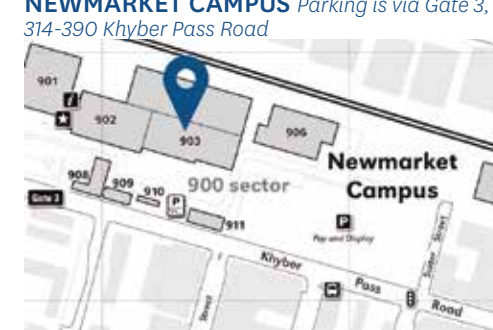 NEWMARKET CAMPUS Parking is via Gate 3,
314-390 Khyber Pass Road
901
902
903
906
Newmarket
Campus
908
909
910
900 sector
P
Gate 3
911
P
Pay and Display
Khyber
Pass
Road
Street
Street